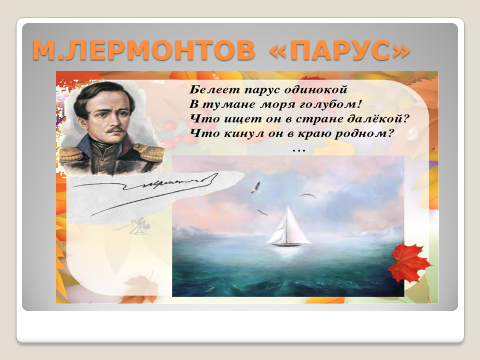 М.ЛЕРМОНТОВ «ПАРУС»
Белеет парус одинокой
В тумане моря голубом!
Что ищет он в стране далёкой?
Что кинул он в краю родном?
...